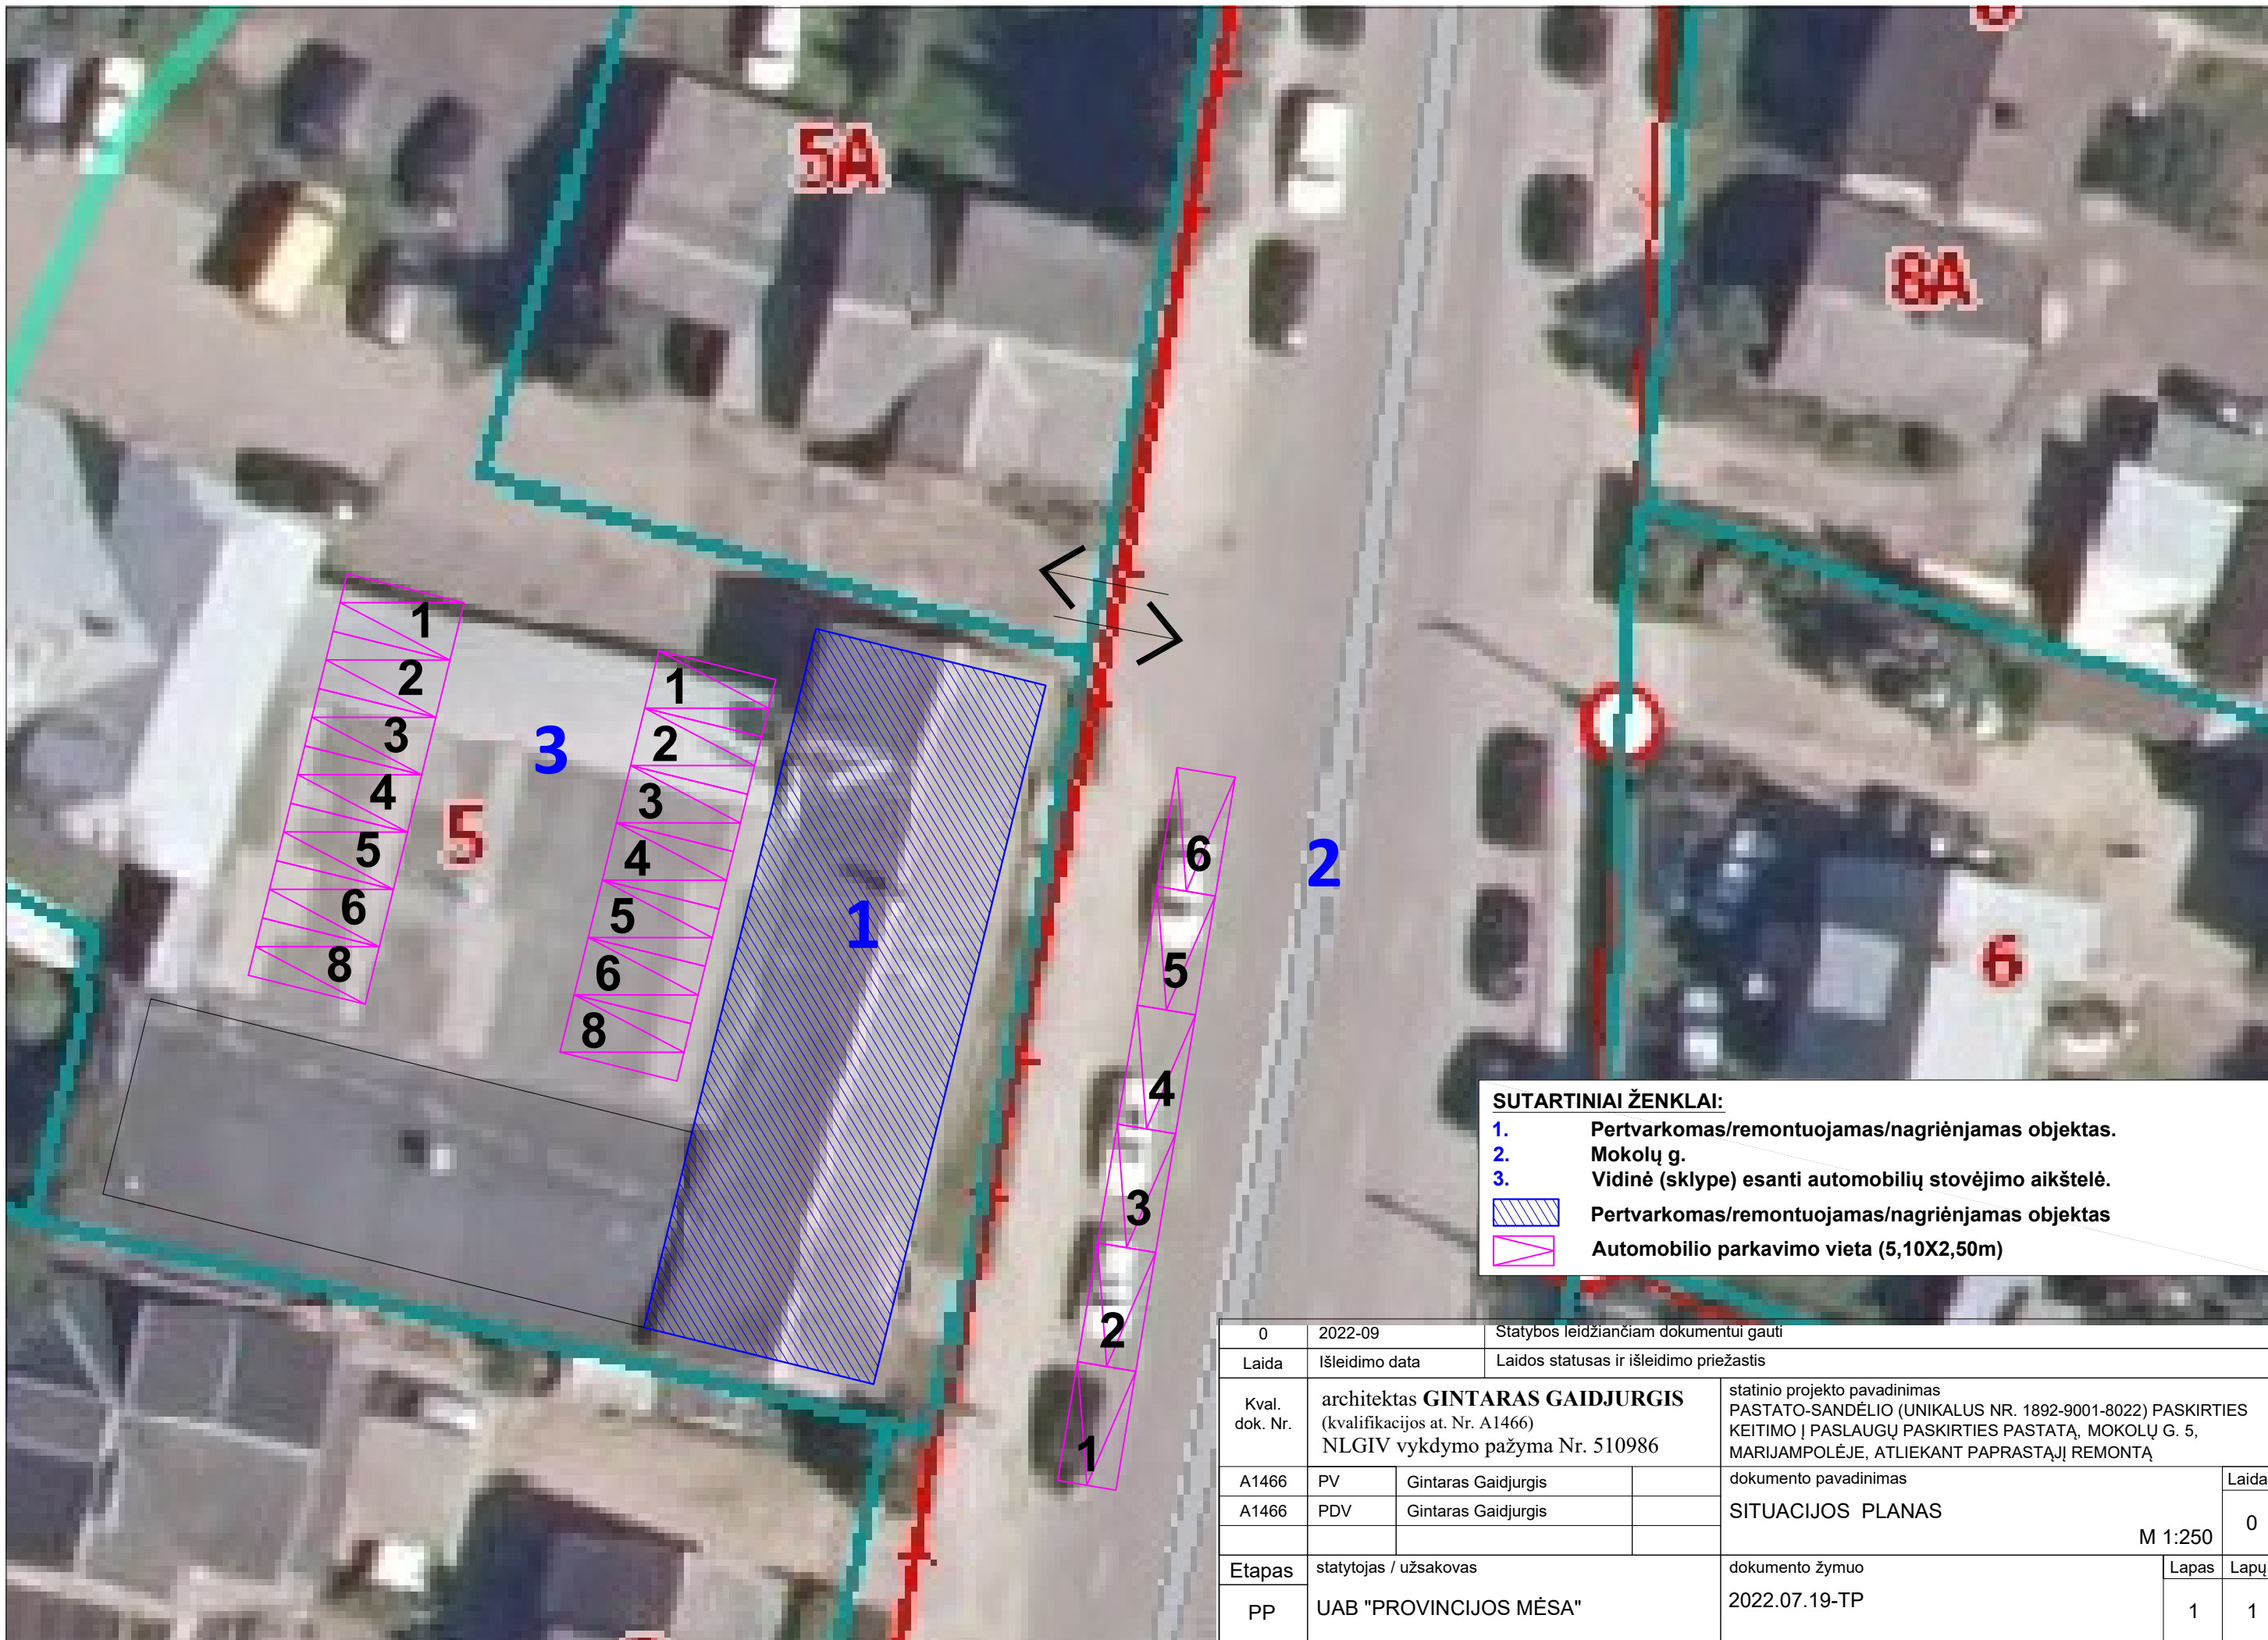 5A
8A
1
2
3
4
5
6
8
1
2
3
4
5
6
8
3
5
1
2
6
5
4
3
2
1
6
SUTARTINIAI ŽENKLAI:
1. Pertvarkomas/remontuojamas/nagriėnjamas objektas.
2. Mokolų g.
3. Vidinė (sklype) esanti automobilių stovėjimo aikštelė.
Pertvarkomas/remontuojamas/nagriėnjamas objektas
Automobilio parkavimo vieta (5,10X2,50m)
0 2022-09 Statybos leidžiančiam dokumentui gauti
Laida Išleidimo data Laidos statusas ir išleidimo priežastis
Kval. dok. Nr.
architektas GINTARAS GAIDJURGIS
(kvalifikacijos at. Nr. A1466)
NLGIV vykdymo pažyma Nr. 510986
statinio projekto pavadinimas
PASTATO-SANDĖLIO (UNIKALUS NR. 1892-9001-8022) PASKIRTIES
KEITIMO Į PASLAUGŲ PASKIRTIES PASTATĄ, MOKOLŲ G. 5,
MARIJAMPOLĖJE, ATLIEKANT PAPRASTĄJĮ REMONTĄ
A1466 PV Gintaras Gaidjurgis
A1466 PDV Gintaras Gaidjurgis
dokumento pavadinimas
SITUACIJOS PLANAS
M 1:250
Laida
0
Etapas
PP
statytojas / užsakovas
UAB "PROVINCIJOS MĖSA"
dokumento žymuo
2022.07.19-TP
Lapas Lapų
1 1